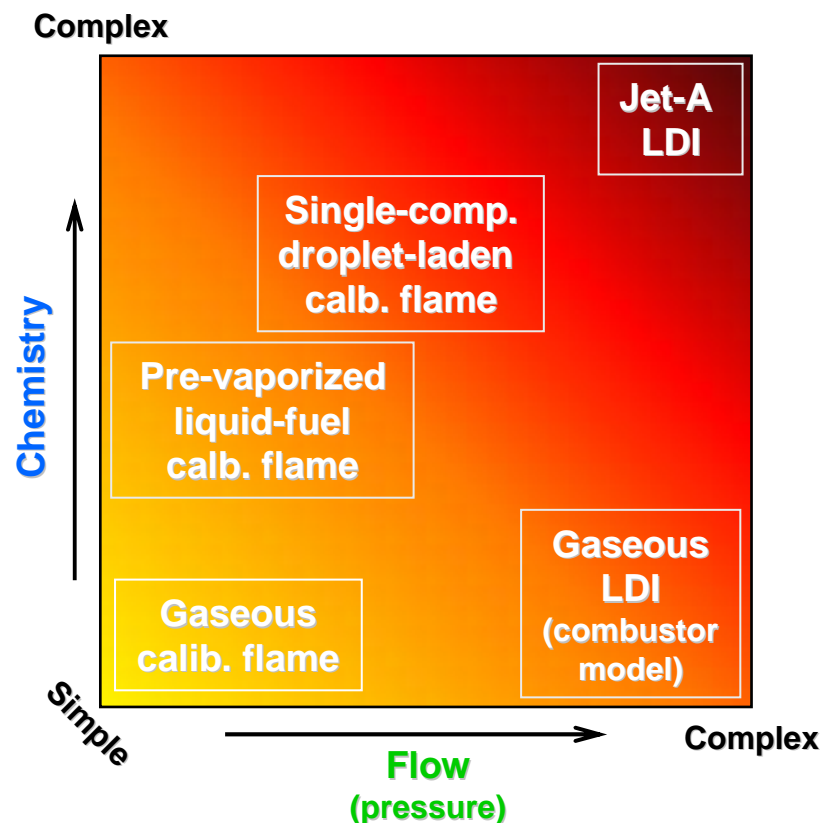 Complex
Jet-A
LDI
Single-comp.
droplet-laden
calb. flame
Chemistry
Pre-vaporized
liquid-fuel
calb. flame
Gaseous
LDI
(combustor
model)
Gaseous
calib. flame
Simple
Complex
Flow
(pressure)